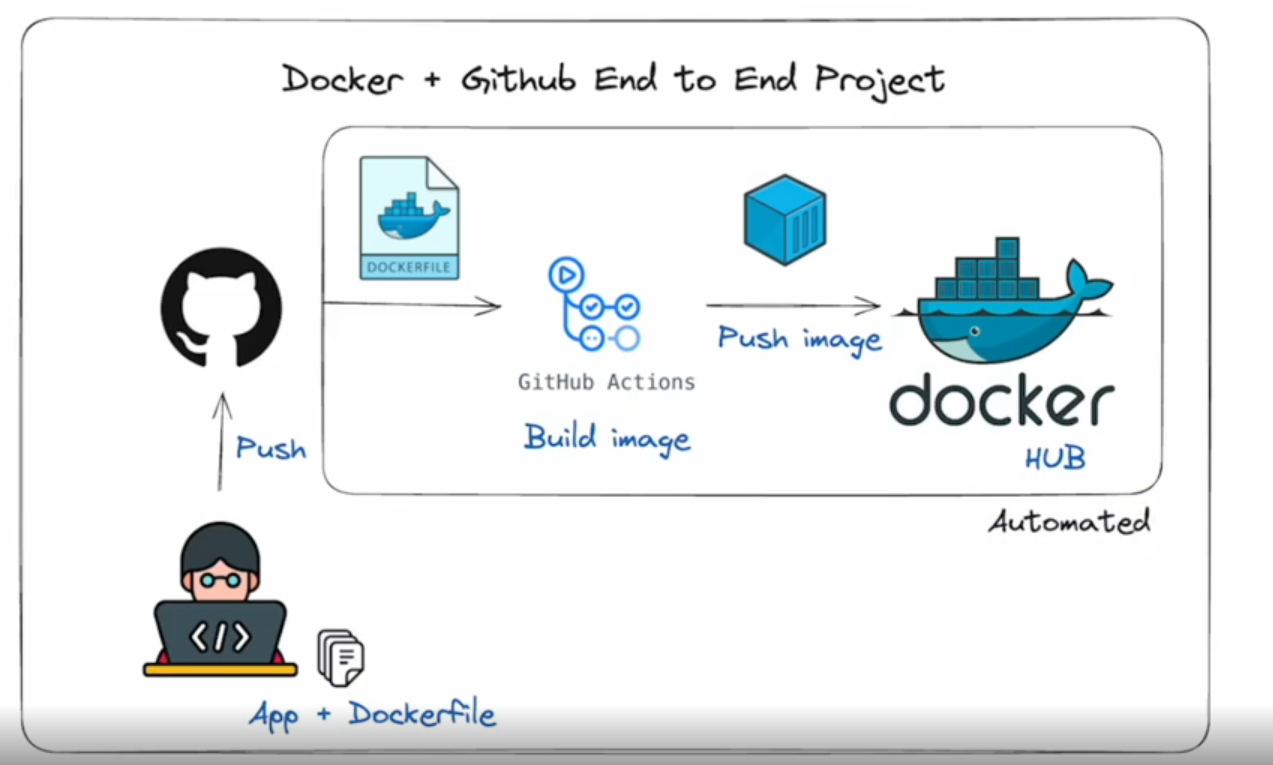 Docker + Github End to End Project
DOCKERFILE
Push image
GitHub Actions
docker
Build image
HUB
Push
Automated
</>
App + Dockerfile